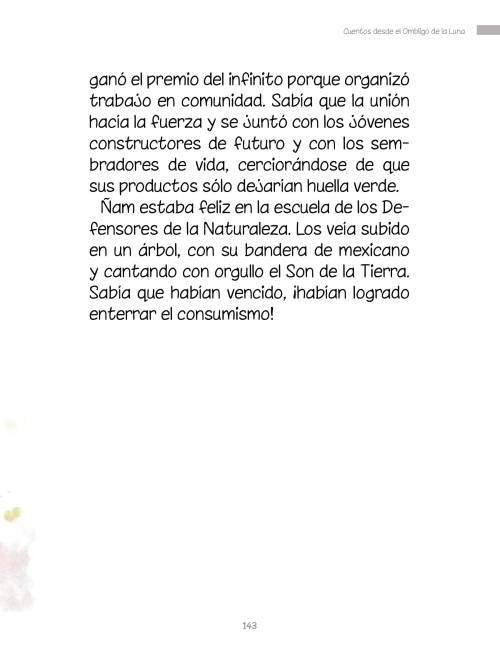 Cuentos desde el Ombligo de la Luna
ganó el premio del infinito porque organizó
trabajo en comunidad. Sabía que la unión
hacía la fuerza y se juntó con los jóvenes
constructores de futuro y con los sem-
bradores de vida, cerciorándose de que
sus productos sólo dejarían huella verde.
Ñam estaba feliz en la escuela de los De-
fensores de la Naturaleza. Los veía subido
en un árbol, con su bandera de mexicano
y cantando con orgullo el Son de la Tierra.
Sabía que habían vencido, ¡habían logrado
enterrar el consumismo!
143